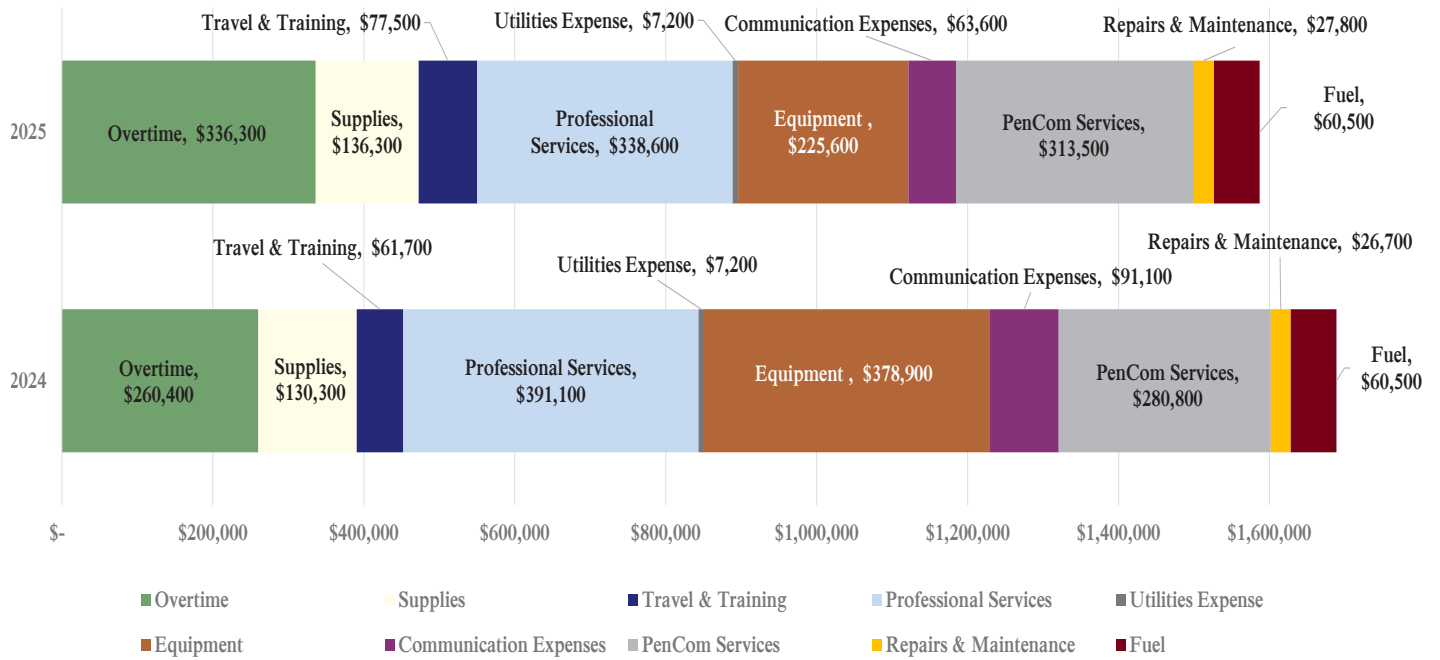 Travel & Training, $77,500
Utilities Expense, $7,200
Communication Expenses, $63,600
Repairs & Maintenance, $27,800
2025
Overtime, $336,300
Supplies,
$136,300
Professional
Services, $338,600
Equipment ,
$225,600
PenCom Services,
$313,500
Fuel,
$60,500
Travel & Training, $61,700
Utilities Expense, $7,200
Communication Expenses, $91,100
Repairs & Maintenance, $26,700
2024
Overtime,
$260,400
Supplies,
$130,300
Professional Services,
$391,100
Equipment , $378,900
PenCom Services,
$280,800
Fuel,
$60,500
$- $200,000 $400,000 $600,000 $800,000 $1,000,000 $1,200,000 $1,400,000 $1,600,000
Overtime Supplies Travel & Training Professional Services Utilities Expense
Equipment Communication Expenses PenCom Services Repairs & Maintenance Fuel